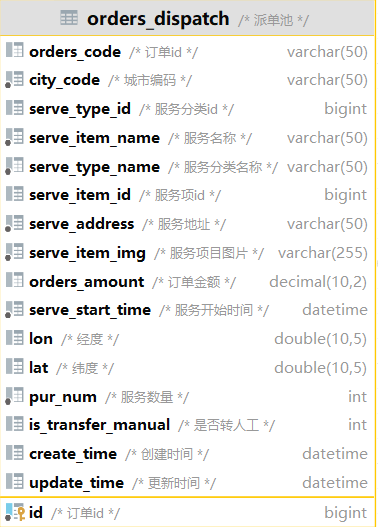 orders_dispatch /* 派单池 */
orders_code /* 订单id */ varchar(50)
city_code /* 城市编码 */ varchar(50)
serve_type_id /* 服务分类id */ bigint
serve_item_name /* 服务名称 */ varchar(50)
serve_type_name /* 服务分类名称 */ varchar(50)
serve_item_id /* 服务项id */ bigint
serve_address /* 服务地址 */ varchar(50)
serve_item_img /* 服务项目图片 */ varchar(255)
orders_amount /* 订单金额 */ decimal(10,2)
serve_start_time /* 服务开始时间 */ datetime
lon /* 经度 */ double(10,5)
lat /* 纬度 */ double(10,5)
pur_num /* 服务数量 */ int
is_transfer_manual /* 是否转人工 */ int
create_time /* 创建时间 */ datetime
update_time /* 更新时间 */ datetime
id /* 订单id */ bigint